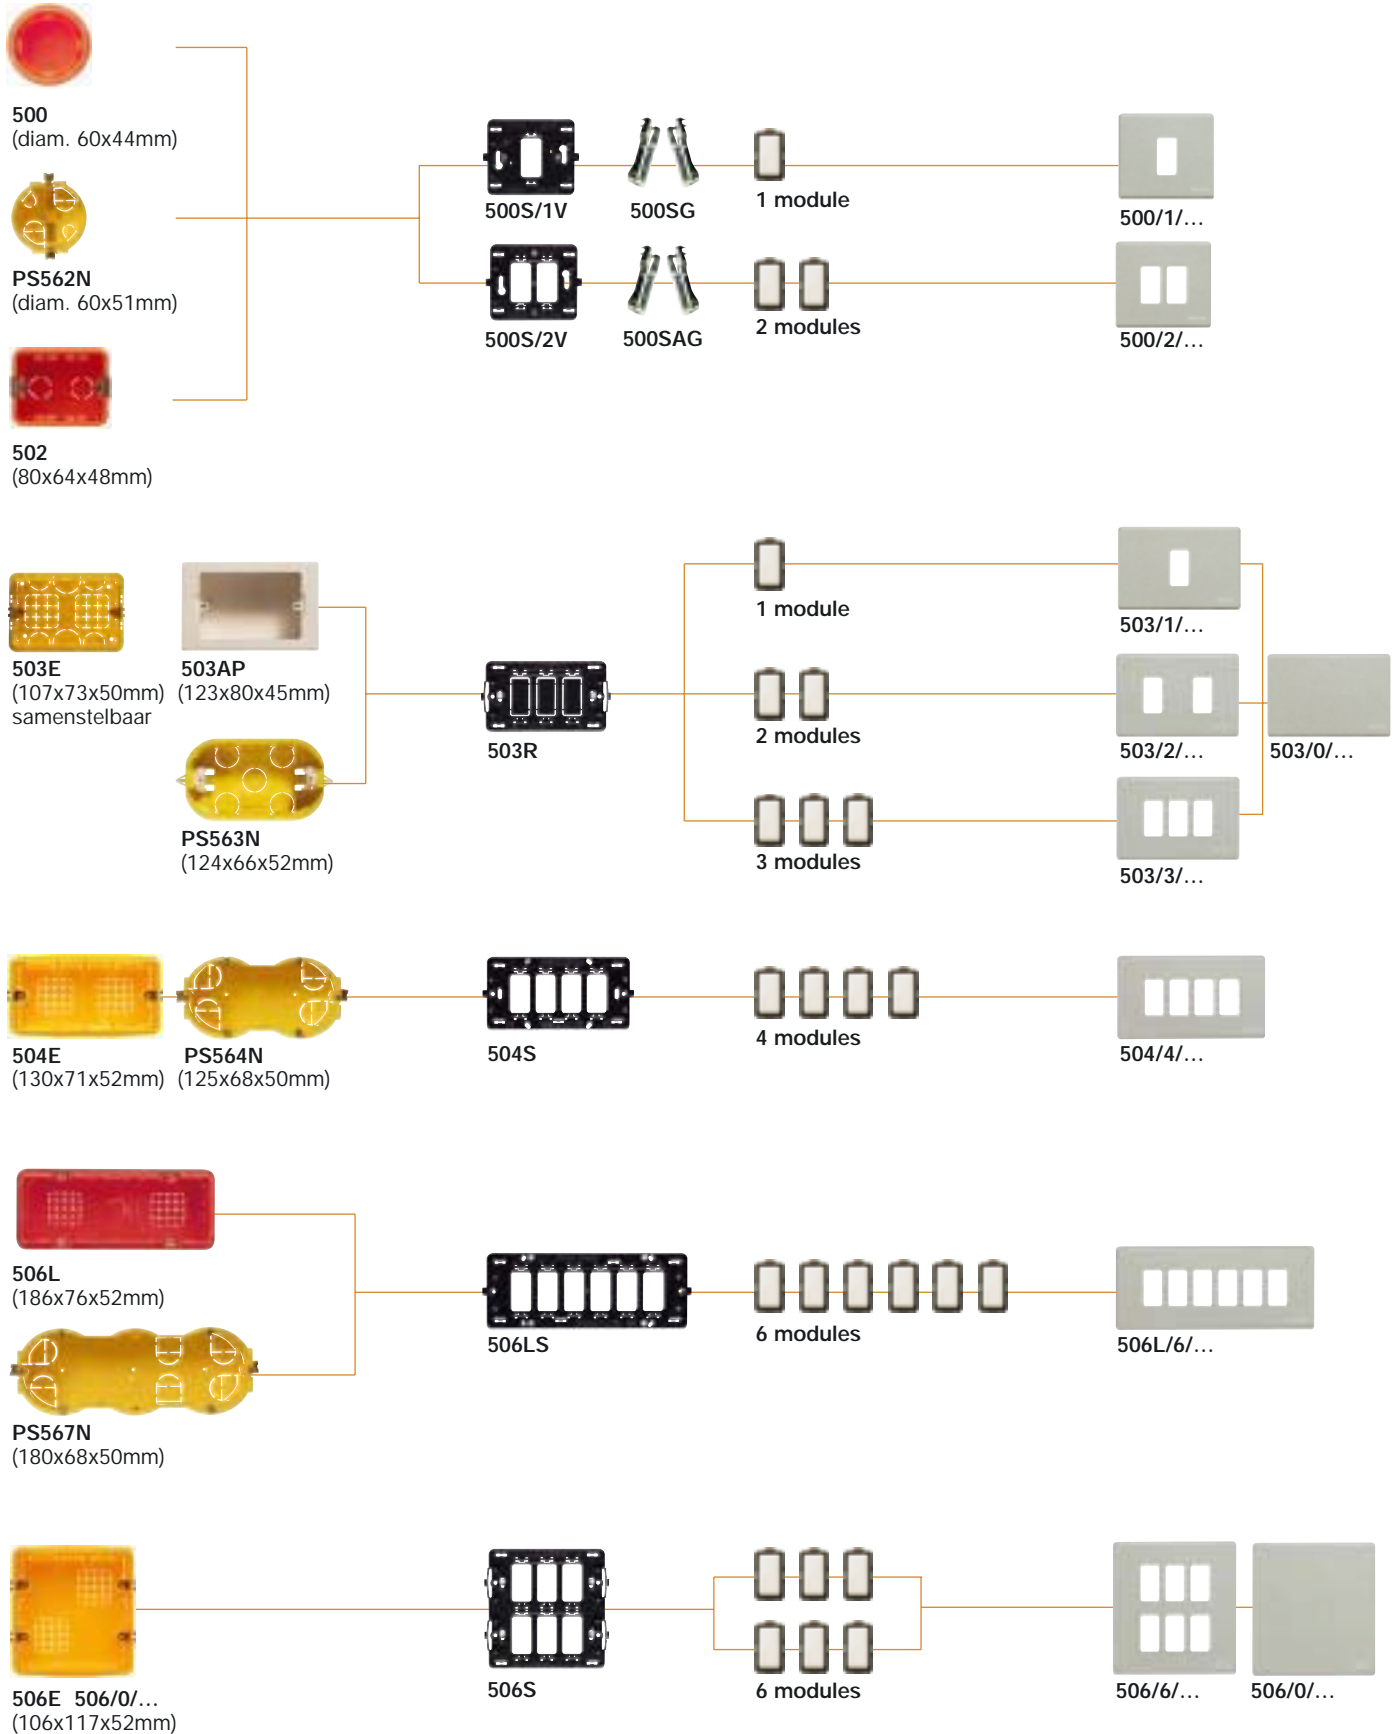 500
(diam. 60x44mm)
PS562N
(diam. 60x51mm)
502
(80x64x48mm)
500S/1V
500SG
1 module
500/1/...
500S/2V
500SAG
2 modules
500/2/...
503E
(107x73x50mm)
samenstelbaar
503AP
(123x80x45mm)
PS563N
(124x66x52mm)
503R
1 module
503/1/...
2 modules
503/2/...
503/0/...
3 modules
503/3/...
504E
(130x71x52mm)
PS564N
(125x68x50mm)
504S
4 modules
504/4/...
506L
(186x76x52mm)
PS567N
(180x68x50mm)
506LS
6 modules
506L/6/...
506E 506/0/...
(106x117x52mm)
506S
6 modules
506/6/...
506/0/...